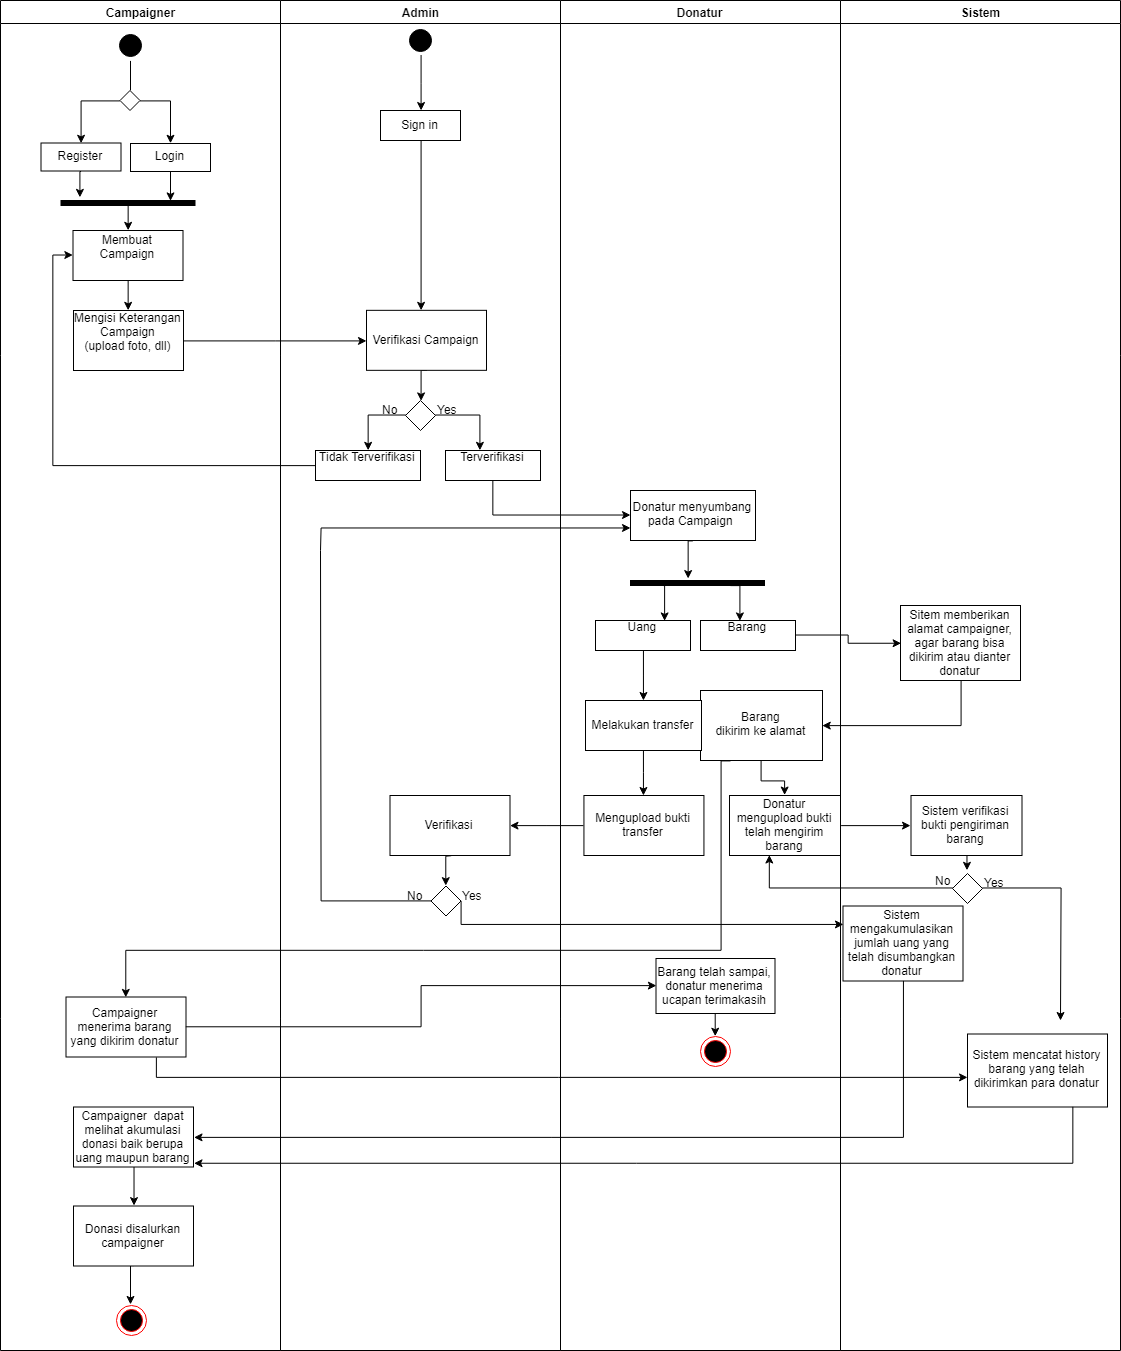 Campaigner
Admin
Donatur
Sistem
Sign in
Register
Login
Membuat
Campaign
Mengisi Keterangan
Campaign
(upload foto, dll)
Verifikasi Campaign
No
Yes
Tidak Terverifikasi
Terverifikasi
Donatur menyumbang
pada Campaign
Uang
Barang
Sitem memberikan
alamat campaigner,
agar barang bisa
dikirim atau dianter
donatur
Melakukan transfer
Barang
dikirim ke alamat
Verifikasi
Mengupload bukti
transfer
Donatur
mengupload bukti
telah mengirim
barang
Sistem verifikasi
bukti pengiriman
barang
No
Yes
No
Yes
Sistem
mengakumulasikan
jumlah uang yang
telah disumbangkan
donatur
Barang telah sampai,
donatur menerima
ucapan terimakasih
Campaigner
menerima barang
yang dikirim donatur
Sistem mencatat history
barang yang telah
dikirimkan para donatur
Campaigner  dapat
melihat akumulasi
donasi baik berupa
uang maupun barang
Donasi disalurkan
campaigner